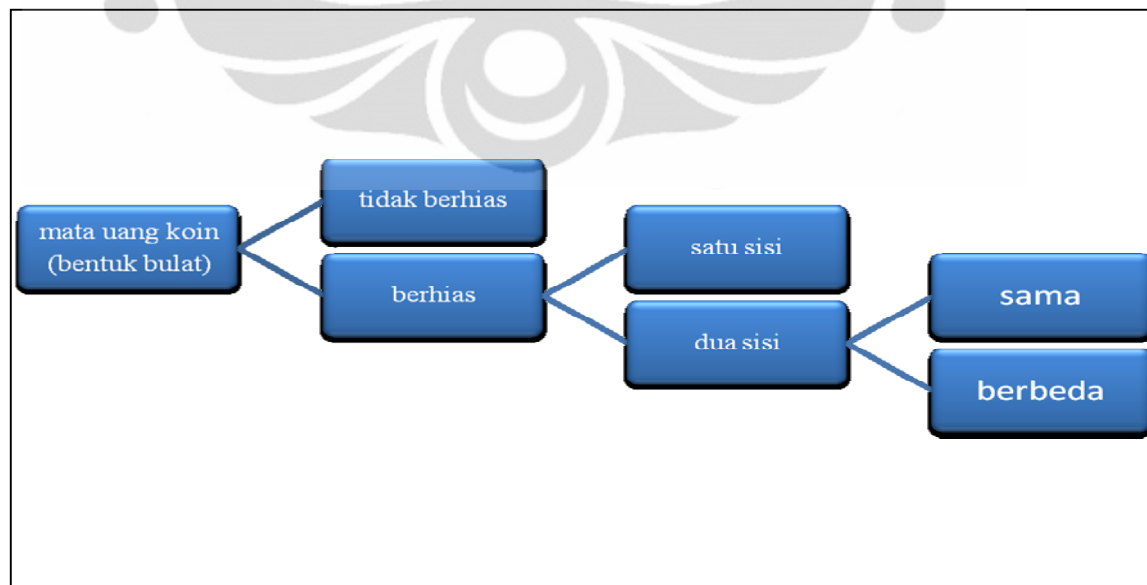 mata uang koin
(bentuk bulat)
tidak berhias
berhias
satu sisi
dua sisi
sama
berbeda